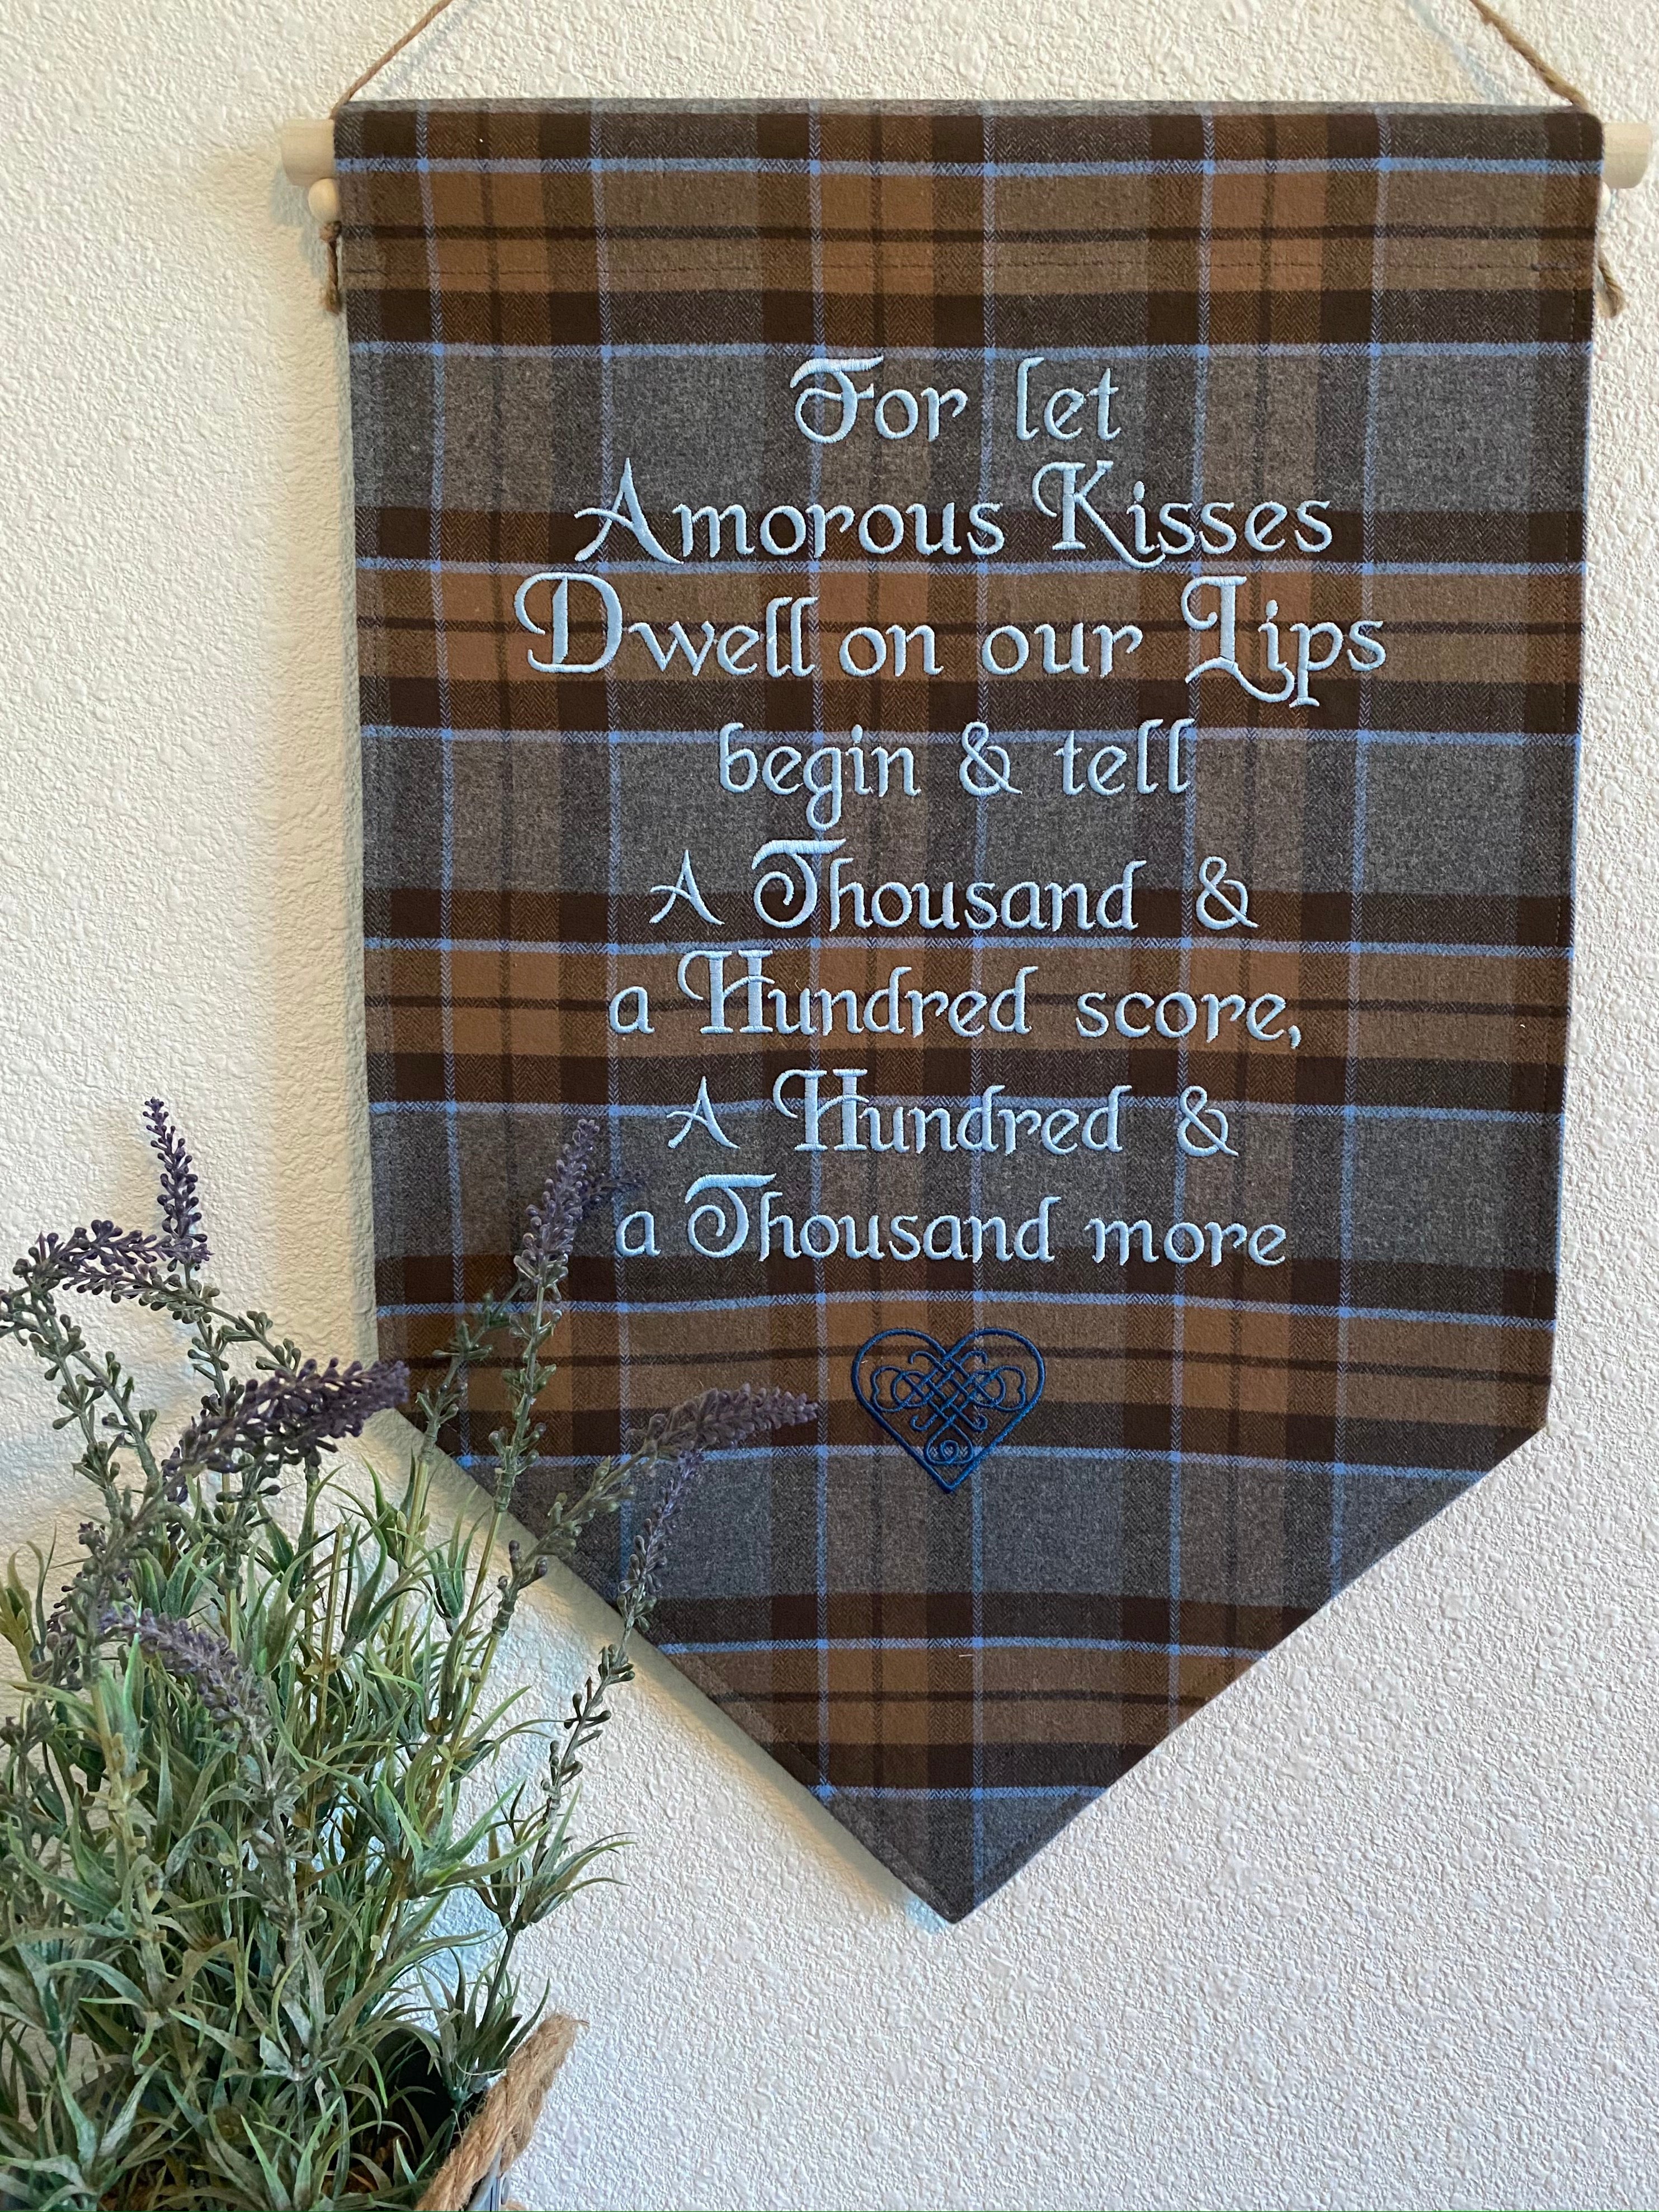 For let
Amorous Kisses
Dwell on our Lips
begin & tell
A Thousand &
a Hundred score,
A Hundred &
a Thousand more